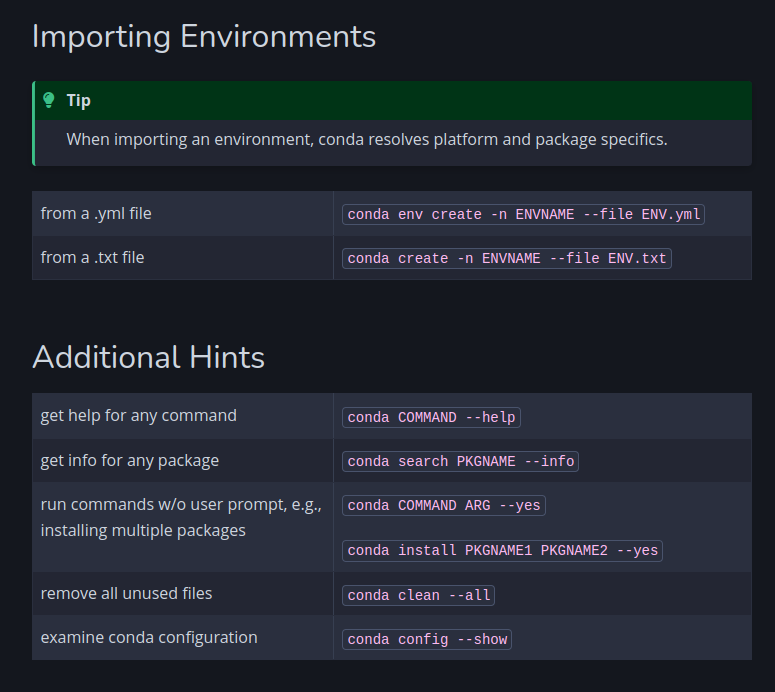 Importing Environments
Tip
When importing an environment, conda resolves platform and package specifics.
from a .yml file
conda env create -n ENVNAME --file ENV.yml
from a .txt file
conda create -n ENVNAME --file ENV.txt
Additional Hints
get help for any command
conda COMMAND --help
get info for any package
conda search PKGNAME --info
run commands w/o user prompt, e.g.,
installing multiple packages
conda COMMAND ARG --yes
conda install PKGNAME1 PKGNAME2 --yes
remove all unused files
conda clean --all
examine conda configuration
conda config --show